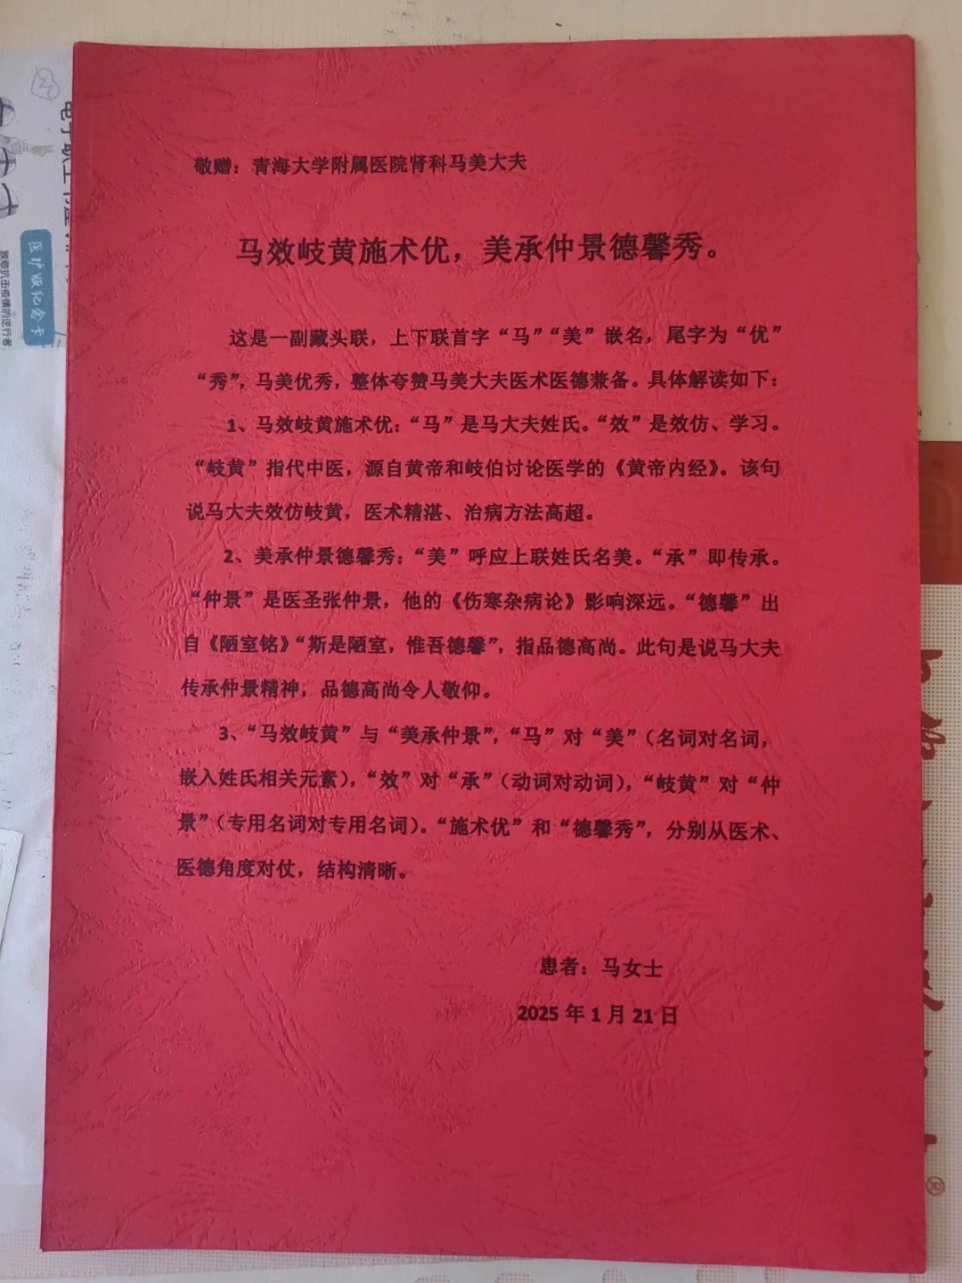 敬赠：青海大学附属医院肾科马美大夫
马效岐黄施术优，美承仲景德馨秀。
这是一副藏头联，上下联首字“马”“美”嵌名，尾字为“优”
“秀”，马美优秀，整体夸赞马美大夫医术医德兼备。具体解读如下：
1、马效岐黄施术优：“马”是马大夫姓氏。“效”是效仿、学习。
“岐黄”指代中医，源自黄帝和岐伯讨论医学的《黄帝内经》。该句
说马大夫效仿岐黄，医术精湛、治病方法高超。
2、美承仲景德馨秀：“美”呼应上联姓氏名美。“承”即传承。
“仲景”是医圣张仲景，他的《伤寒杂病论》影响深远。“德馨”出
自《陋室铭》“斯是陋室，惟吾德馨”，指品德高尚。此句是说马大夫
传承仲景精神，品德高尚令人敬仰。
3、“马效岐黄”与“美承仲景”，“马”对“美”（名词对名词，
嵌入姓氏相关元素），“效”对“承”（动词对动词），“岐黄”对“仲
景”（专用名词对专用名词）。“施术优”和“德馨秀”，分别从医术、
医德角度对仗，结构清晰。
患者：马女士
2025年1月21日
医护版纪念卡
致敬抗击疫情的逆行者